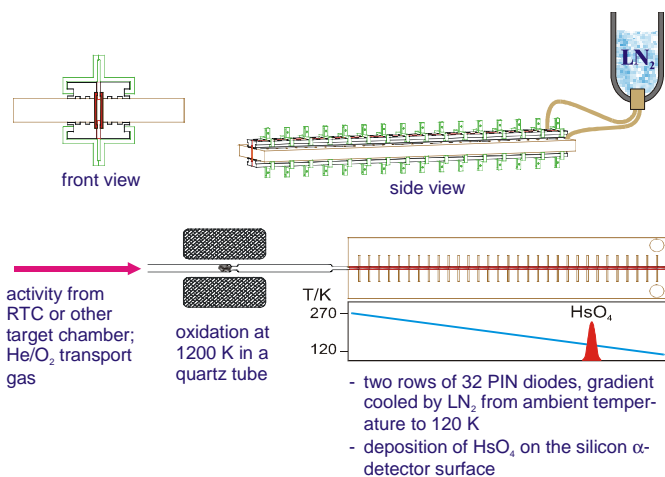 LN₂
front view
side view
activity from
RTC or other
target chamber;
He/O₂ transport
gas
oxidation at
1200 K in a
quartz tube
T/K
270
120
HsO₄
- two rows of 32 PIN diodes, gradient
cooled by LN₂ from ambient temper-
ature to 120 K
- deposition of HsO₄ on the silicon α-
detector surface